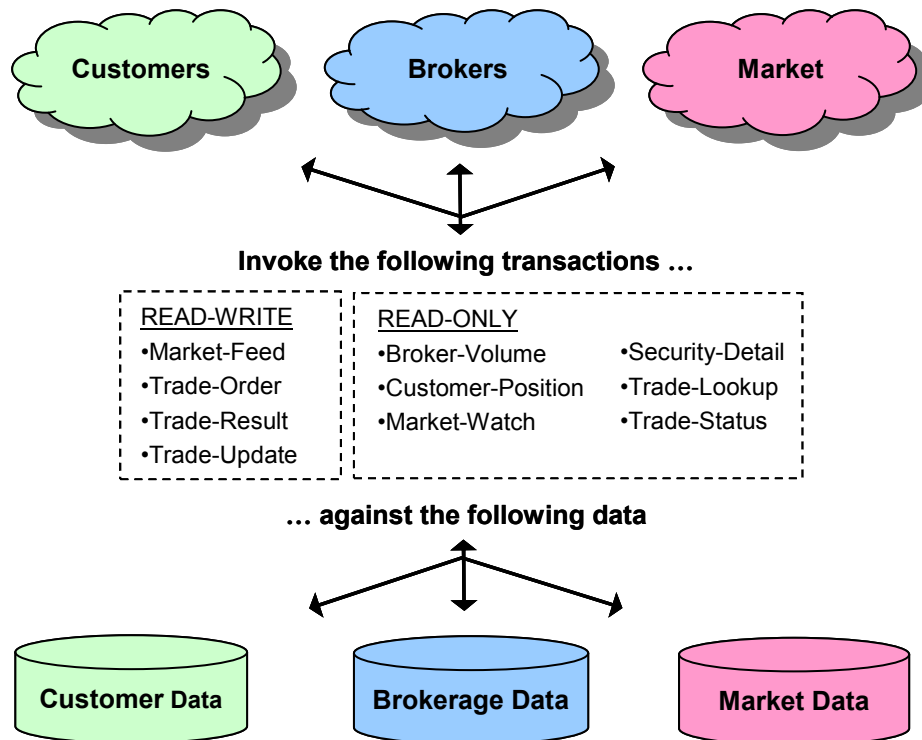 Customers
Brokers
Market
Invoke the following transactions ...
READ-WRITE
•Market-Feed
•Trade-Order
•Trade-Result
•Trade-Update
READ-ONLY
•Broker-Volume
•Customer-Position
•Market-Watch
•Security-Detail
•Trade-Lookup
•Trade-Status
... against the following data
Customer Data
Brokerage Data
Market Data